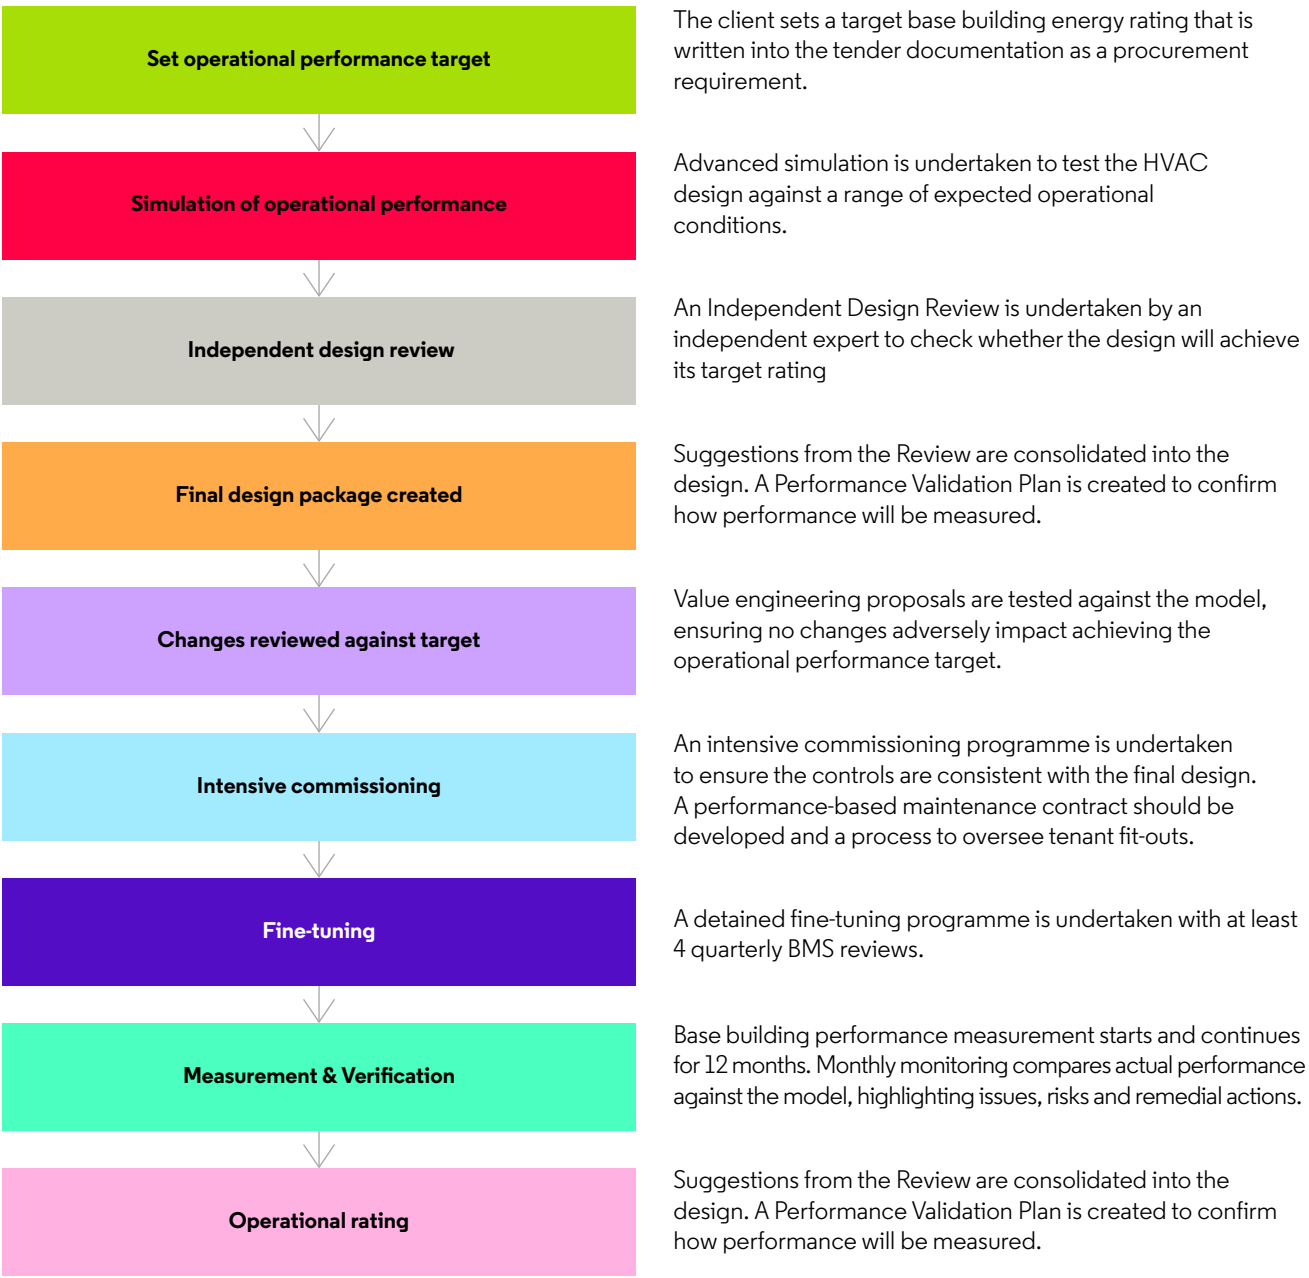 Set operational performance target
The client sets a target base building energy rating that is
written into the tender documentation as a procurement
requirement.
Simulation of operational performance
Advanced simulation is undertaken to test the HVAC
design against a range of expected operational
conditions.
Independent design review
An Independent Design Review is undertaken by an
independent expert to check whether the design will achieve
its target rating
Final design package created
Suggestions from the Review are consolidated into the
design. A Performance Validation Plan is created to confirm
how performance will be measured.
Changes reviewed against target
Value engineering proposals are tested against the model,
ensuring no changes adversely impact achieving the
operational performance target.
Intensive commissioning
An intensive commissioning programme is undertaken
to ensure the controls are consistent with the final design.
A performance-based maintenance contract should be
developed and a process to oversee tenant fit-outs.
Fine-tuning
A detained fine-tuning programme is undertaken with at least
4 quarterly BMS reviews.
Measurement & Verification
Base building performance measurement starts and continues
for 12 months. Monthly monitoring compares actual performance
against the model, highlighting issues, risks and remedial actions.
Operational rating
Suggestions from the Review are consolidated into the
design. A Performance Validation Plan is created to confirm
how performance will be measured.